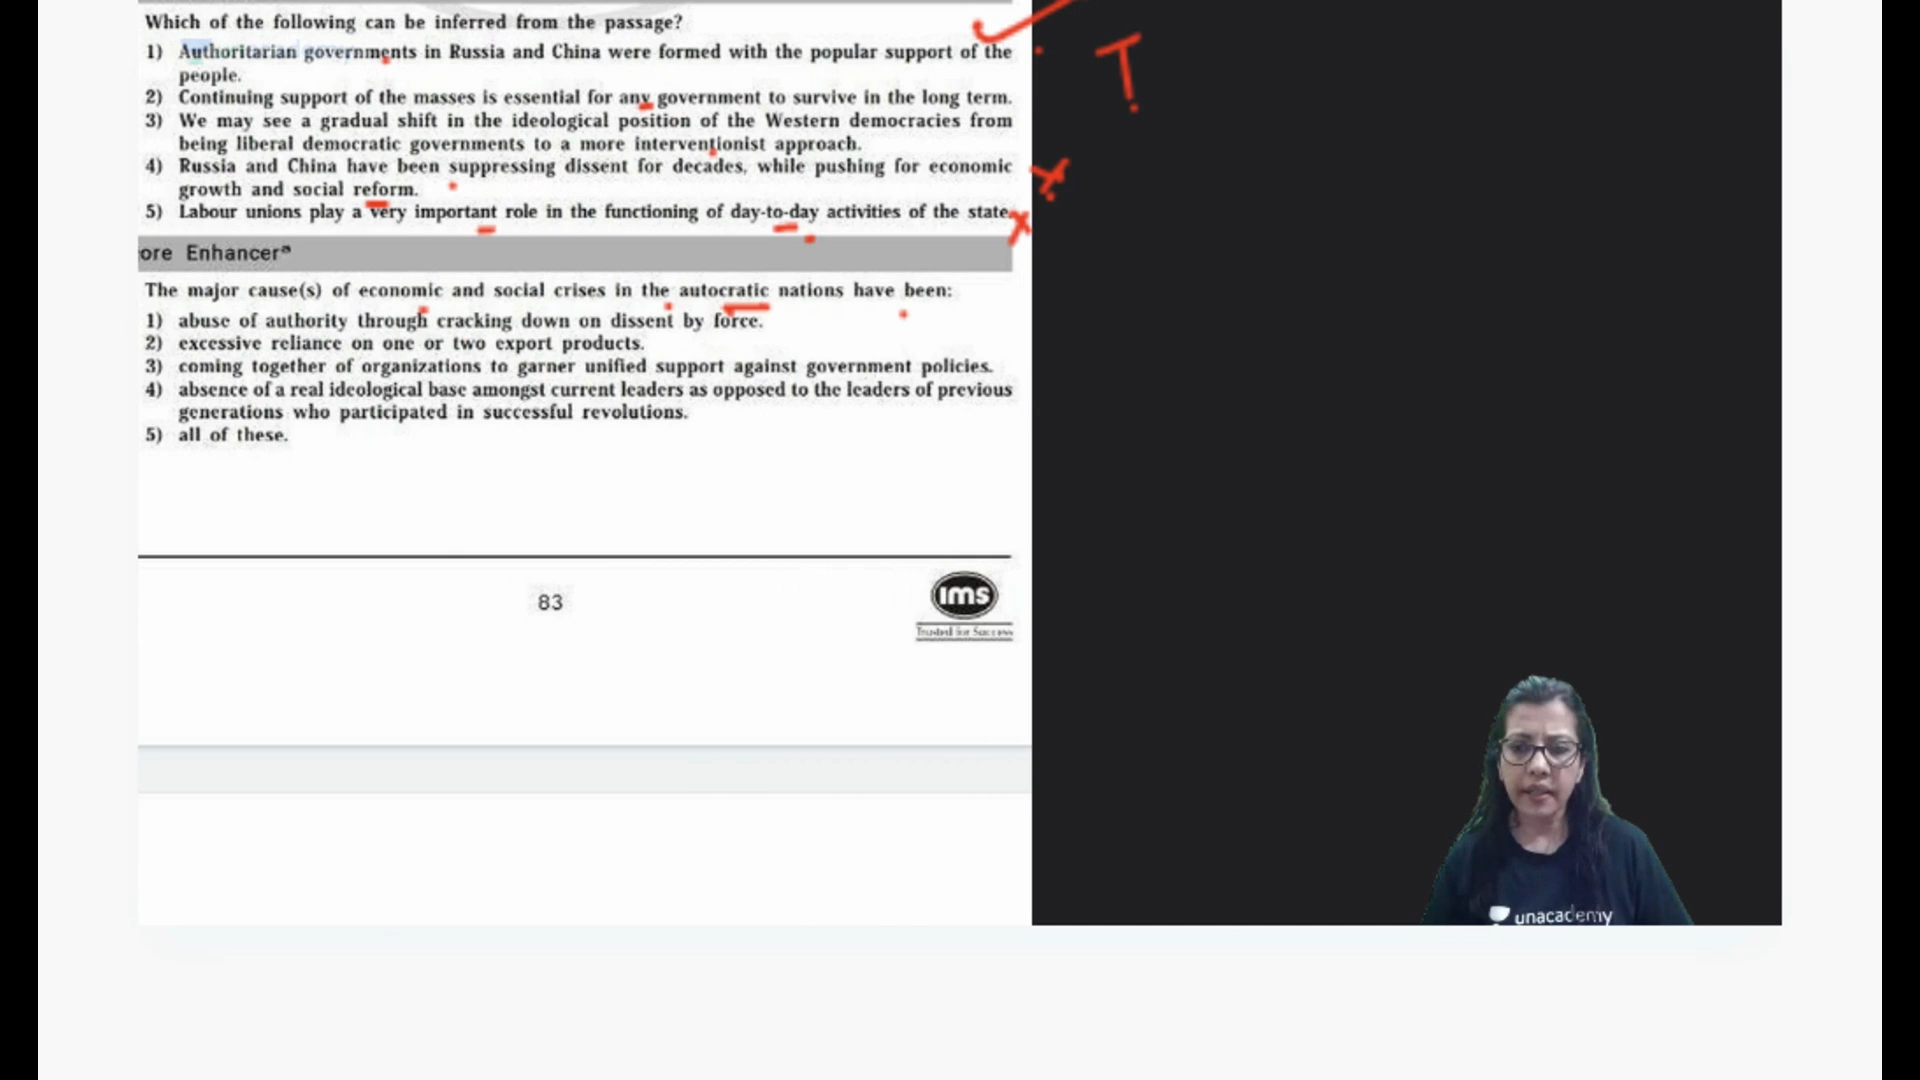 Which of the following can be inferred from the passage?
1) Authoritarian governments in Russia and China were formed with the popular support of the
people.
2) Continuing support of the masses is essential for any government to survive in the long term.
3) We may see a gradual shift in the ideological position of the Western democracies from
being liberal democratic governments to a more interventionist approach.
4) Russia and China have been suppressing dissent for decades, while pushing for economic
growth and social reform.
5) Labour unions play a very important role in the functioning of day-to-day activities of the state.
T
ore Enhancer
The major cause(s) of economic and social crises in the autocratic nations have been:
1) abuse of authority through cracking down on dissent by force.
2) excessive reliance on one or two export products.
3) coming together of organizations to garner unified support against government policies.
4) absence of a real ideological base amongst current leaders as opposed to the leaders of previous
generations who participated in successful revolutions.
5) all of these.
83
ims
Trusted for Success
unacademy